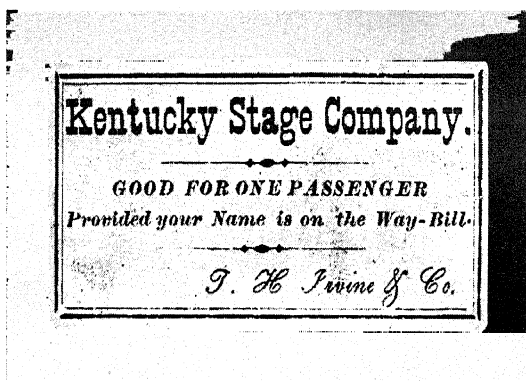 Kentucky Stage Company.
GOOD FOR ONE PASSENGER
Provided your Name is on the Way-Bill.
T. H Irvine & Co.